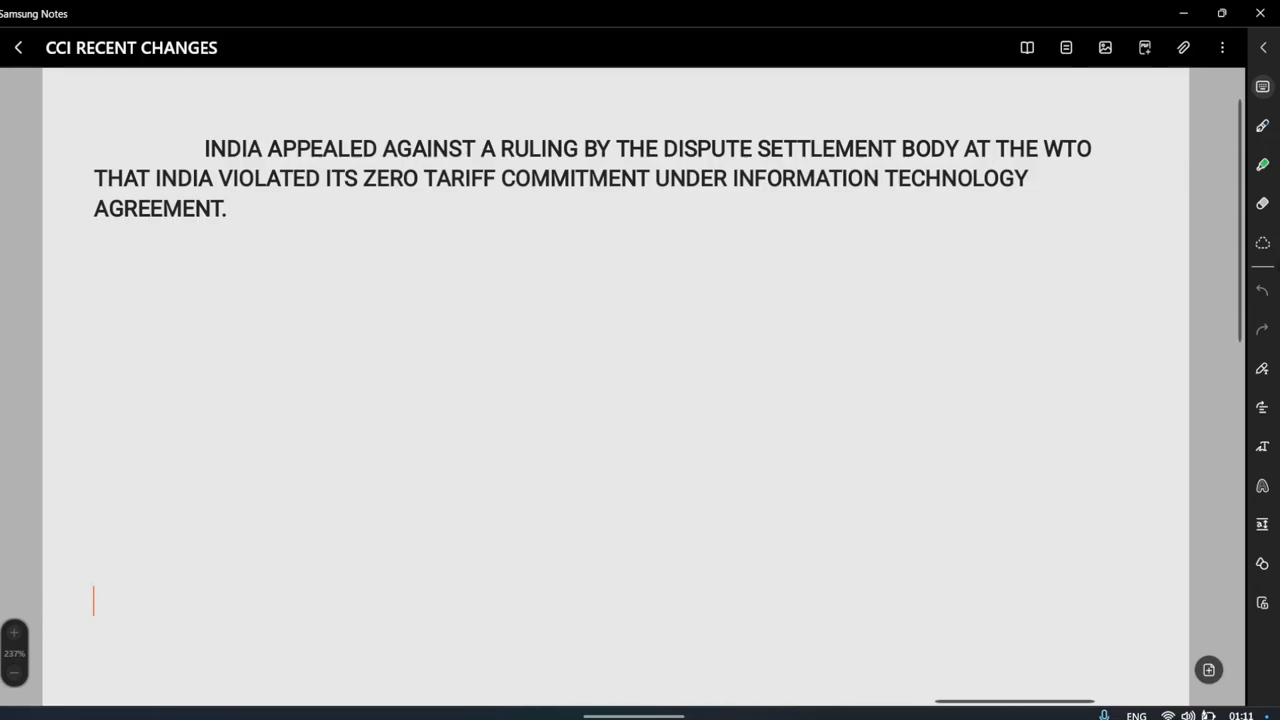 Samsung Notes
CCI RECENT CHANGES
INDIA APPEALED AGAINST A RULING BY THE DISPUTE SETTLEMENT BODY AT THE WTO
THAT INDIA VIOLATED ITS ZERO TARIFF COMMITMENT UNDER INFORMATION TECHNOLOGY
AGREEMENT.
237%
ENG
01:11